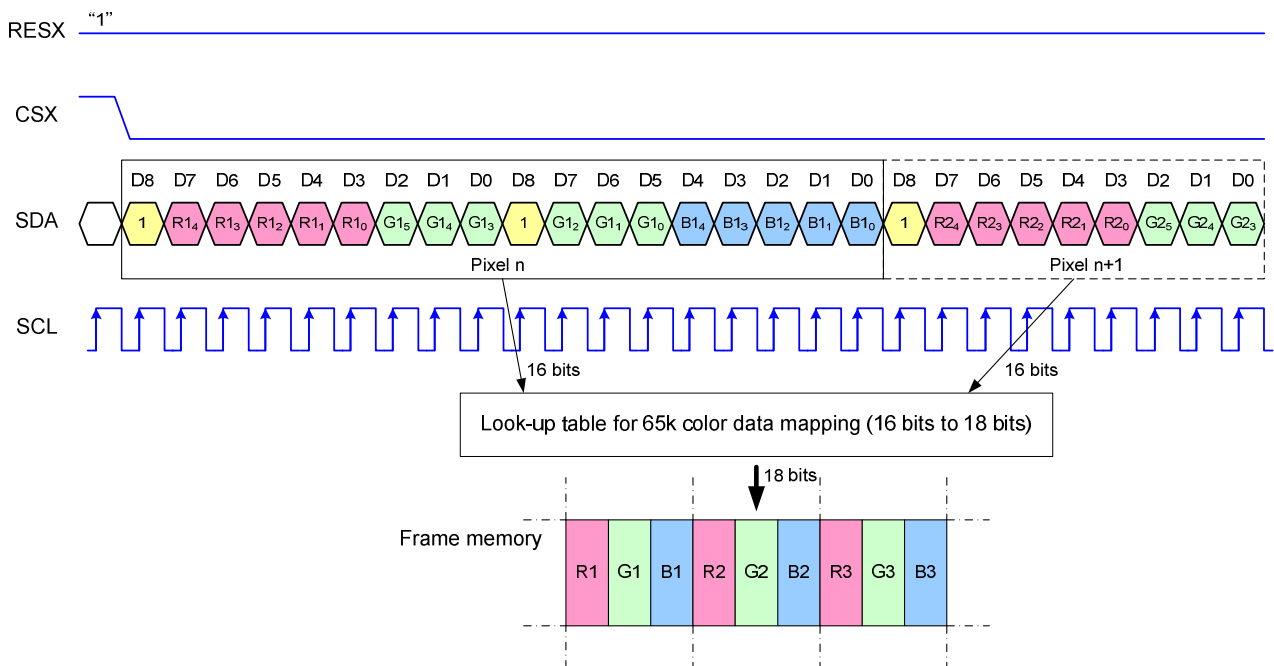 RESX “1”
CSX
D8 D7 D6 D5 D4 D3 D2 D1 D0 D8 D7 D6 D5 D4 D3 D2 D1 D0 D8 D7 D6 D5 D4 D3 D2 D1 D0
SDA 1 R1₄ R1₃ R1₂ R1₁ R1₀ G1₅ G1₄ G1₃ 1 G1₂ G1₁ G1₀ B1₄ B1₃ B1₂ B1₁ B1₀ 1 R2₄ R2₃ R2₂ R2₁ R2₀ G2₅ G2₄ G2₃
Pixel n Pixel n+1
SCL
16 bits 16 bits
Look-up table for 65k color data mapping (16 bits to 18 bits)
18 bits
Frame memory
R1 G1 B1 R2 G2 B2 R3 G3 B3